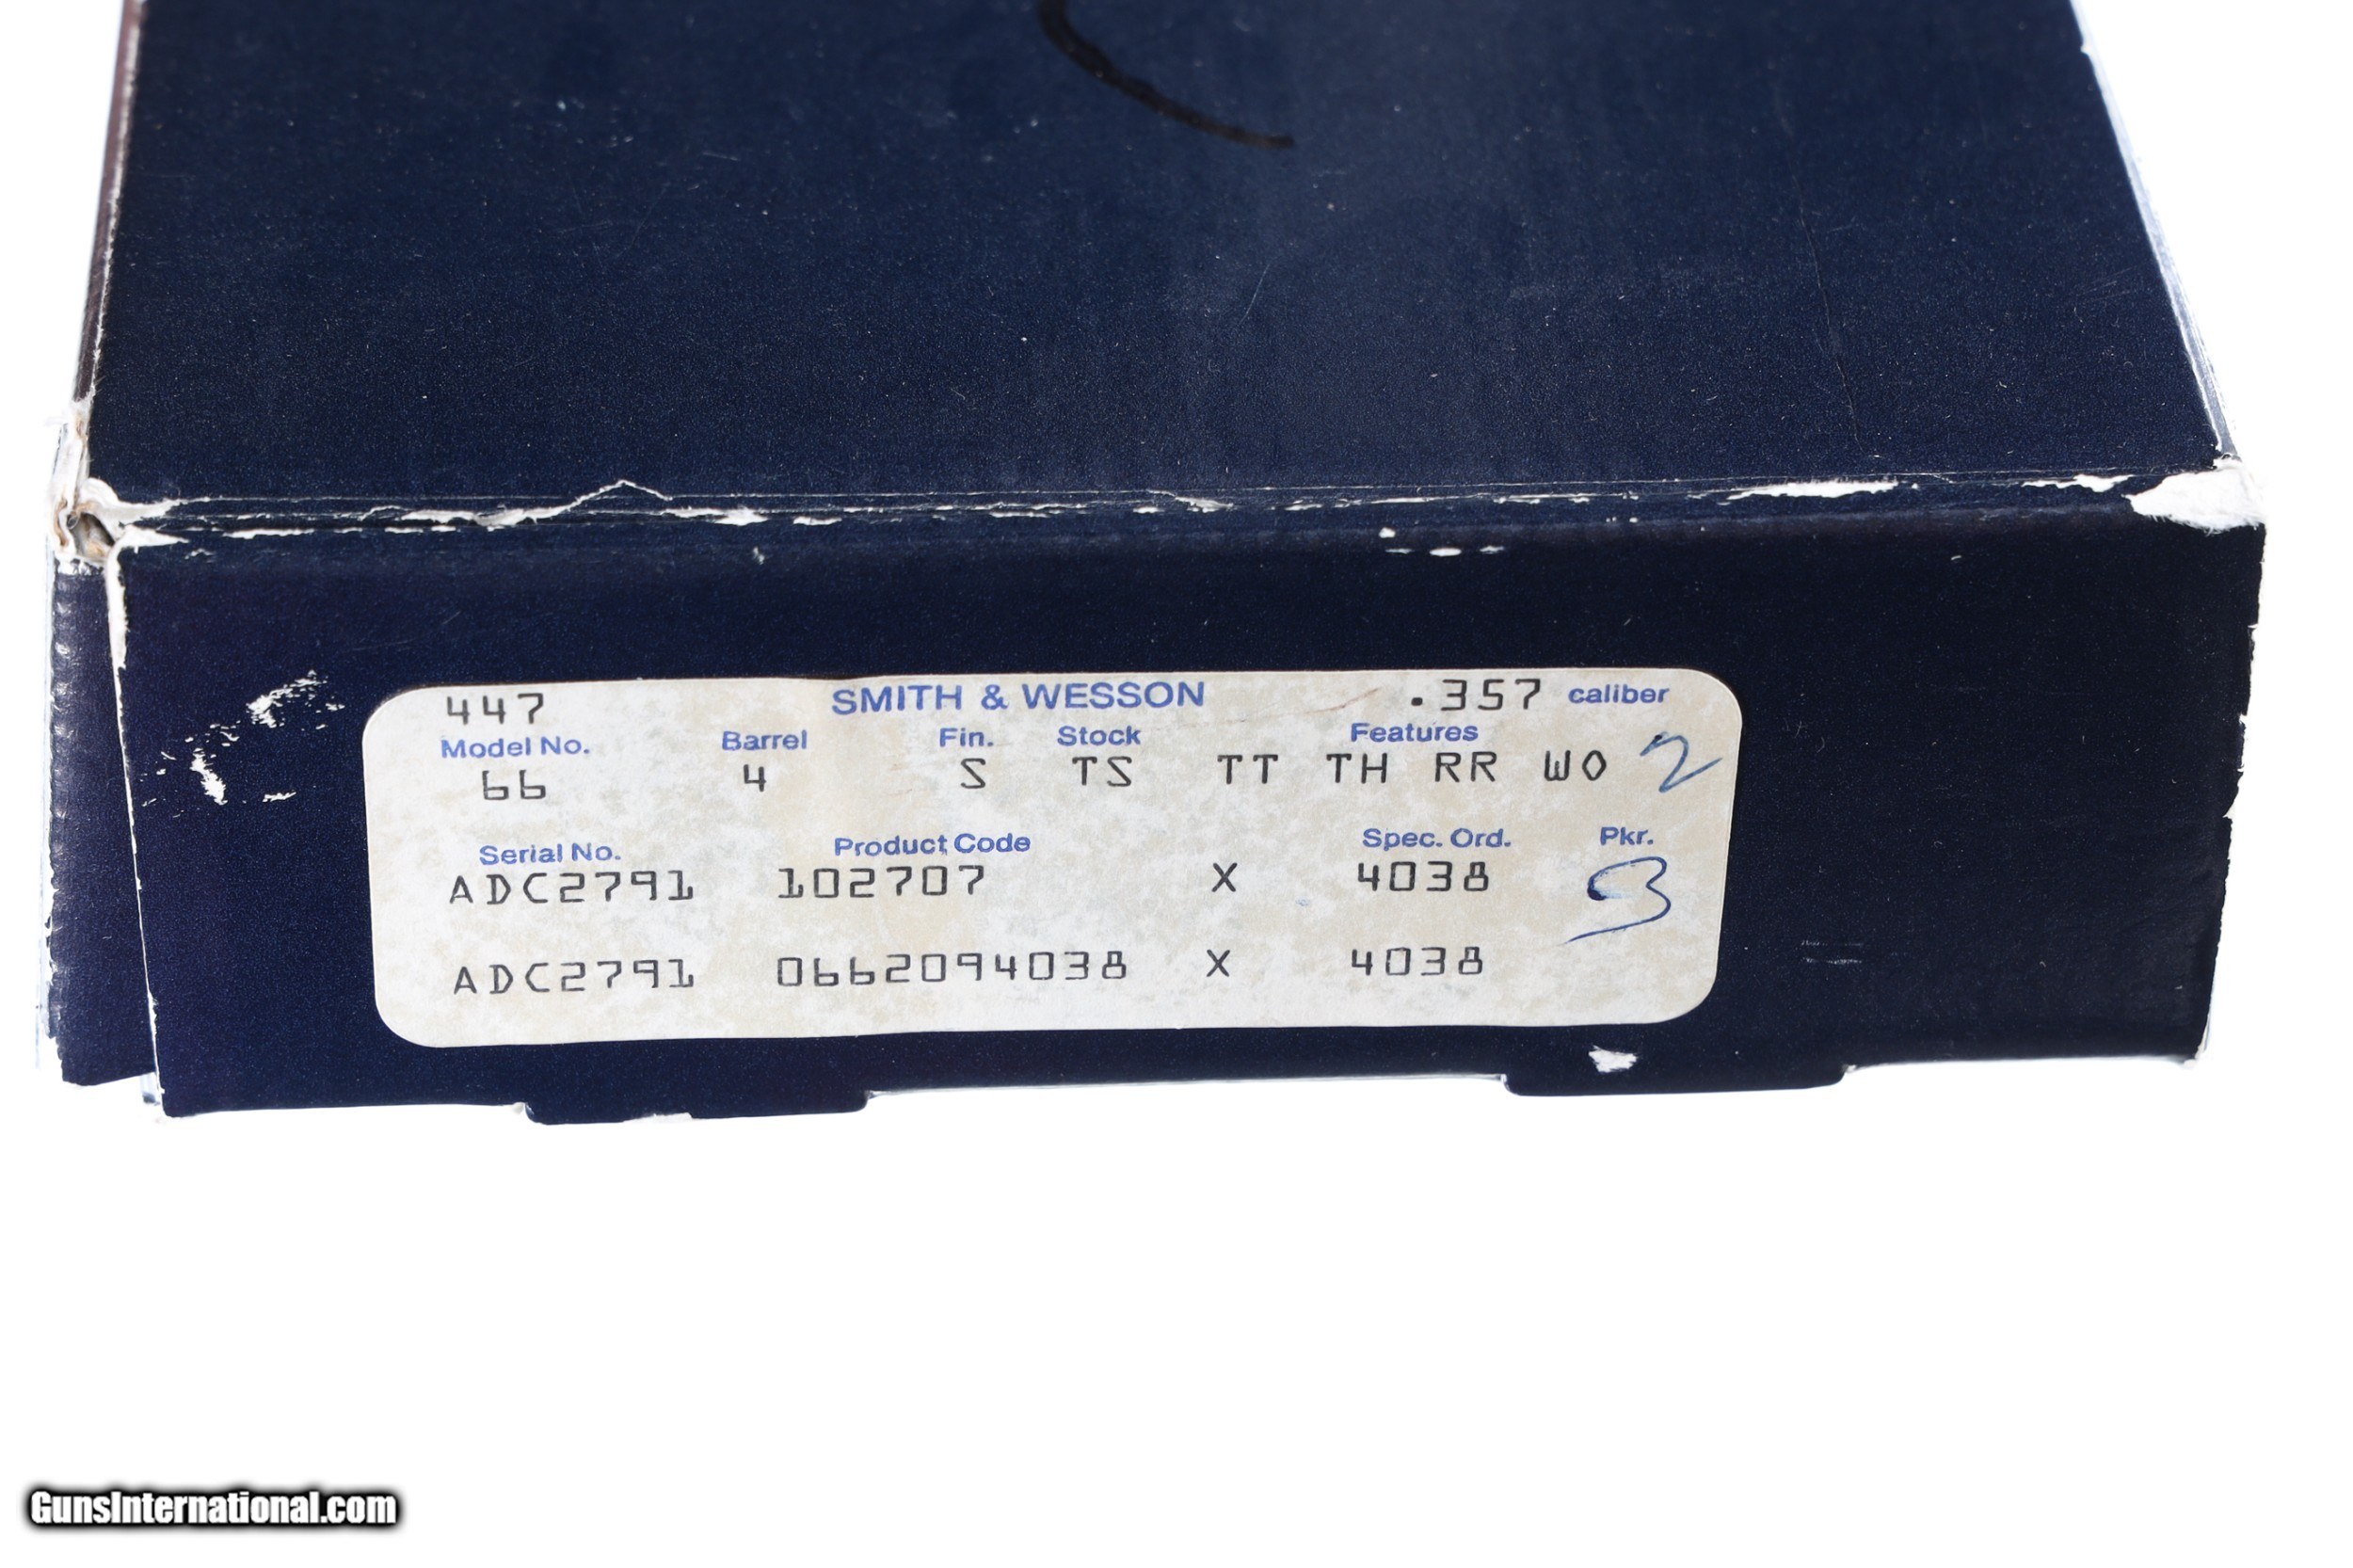 447 SMITH & WESSON .357 caliber
Model No. Barrel Fin. Stock Features
66 4 S TS TT TH RR WO 2
Serial No. Product Code Spec. Ord. Pkr.
ADC2791 102707 X 4038 3
ADC2791 0662094038 X 4038
GunsInternational.com